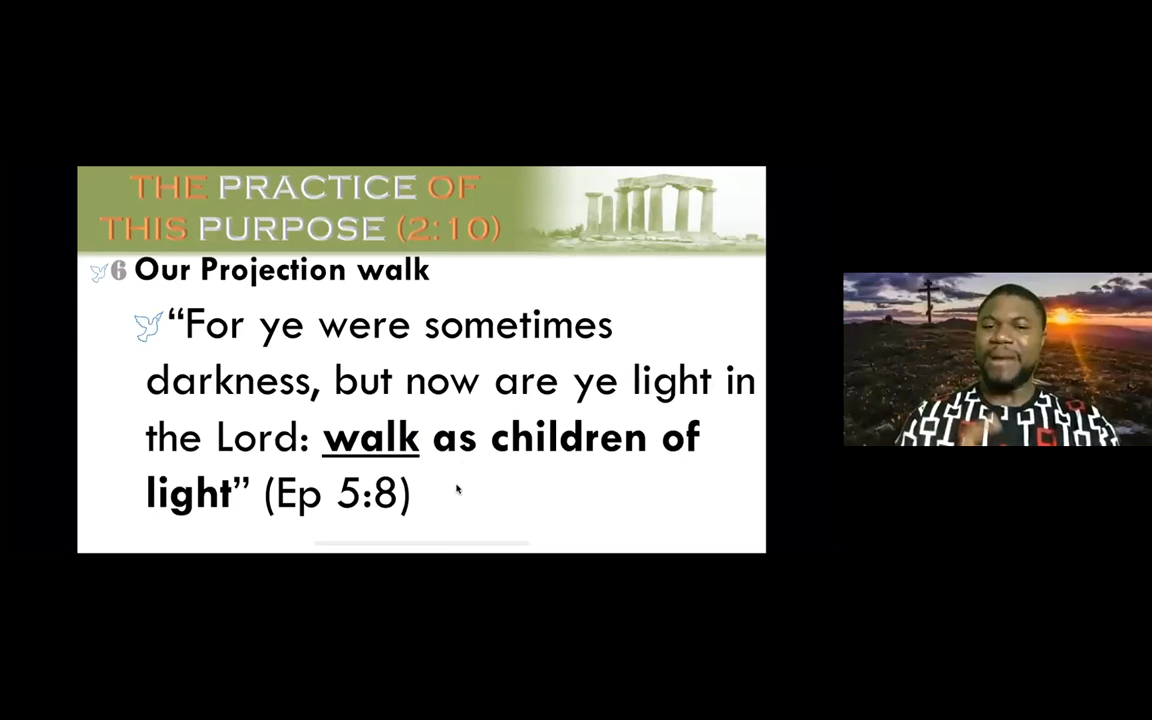 THE PRACTICE OF
THIS PURPOSE (2:10)
6 Our Projection walk
“For ye were sometimes
darkness, but now are ye light in
the Lord: walk as children of
light” (Ep 5:8)